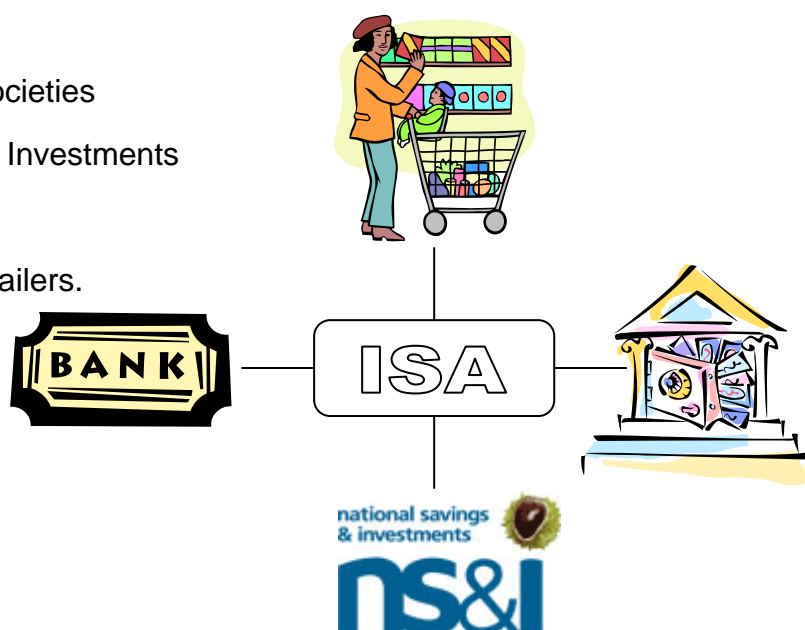 ocieties
Investments
ailers.
BANK
ISA
national savings
& investments
ns&i